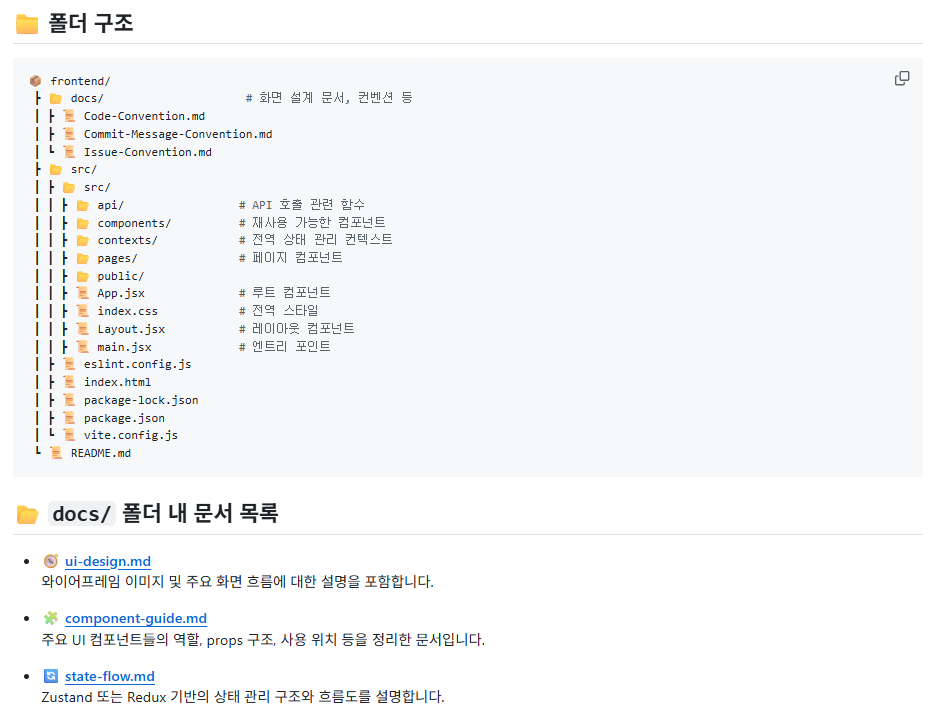 📁 폴더 구조
📦 frontend/
┣ 📂 docs/ # 화면 설계 문서, 컨벤션 등
┃ ┣ 📜 Code-Convention.md
┃ ┣ 📜 Commit-Message-Convention.md
┃ ┗ 📜 Issue-Convention.md
┣ 📂 src/
┃ ┣ 📂 src/
┃ ┃ ┣ 📂 api/ # API 호출 관련 함수
┃ ┃ ┣ 📂 components/ # 재사용 가능한 컴포넌트
┃ ┃ ┣ 📂 contexts/ # 전역 상태 관리 컨텍스트
┃ ┃ ┣ 📂 pages/ # 페이지 컴포넌트
┃ ┃ ┣ 📂 public/
┃ ┃ ┣ 📜 App.jsx # 루트 컴포넌트
┃ ┃ ┣ 📜 index.css # 전역 스타일
┃ ┃ ┣ 📜 Layout.jsx # 레이아웃 컴포넌트
┃ ┃ ┣ 📜 main.jsx # 엔트리 포인트
┃ ┣ 📜 eslint.config.js
┃ ┣ 📜 index.html
┃ ┣ 📜 package-lock.json
┃ ┣ 📜 package.json
┃ ┗ 📜 vite.config.js
┗ 📜 README.md
📂 docs/ 폴더 내 문서 목록
• 🧭 ui-design.md
와이어프레임 이미지 및 주요 화면 흐름에 대한 설명을 포함합니다.
• 🧩 component-guide.md
주요 UI 컴포넌트들의 역할, props 구조, 사용 위치 등을 정리한 문서입니다.
• 🔄 state-flow.md
Zustand 또는 Redux 기반의 상태 관리 구조와 흐름도를 설명합니다.